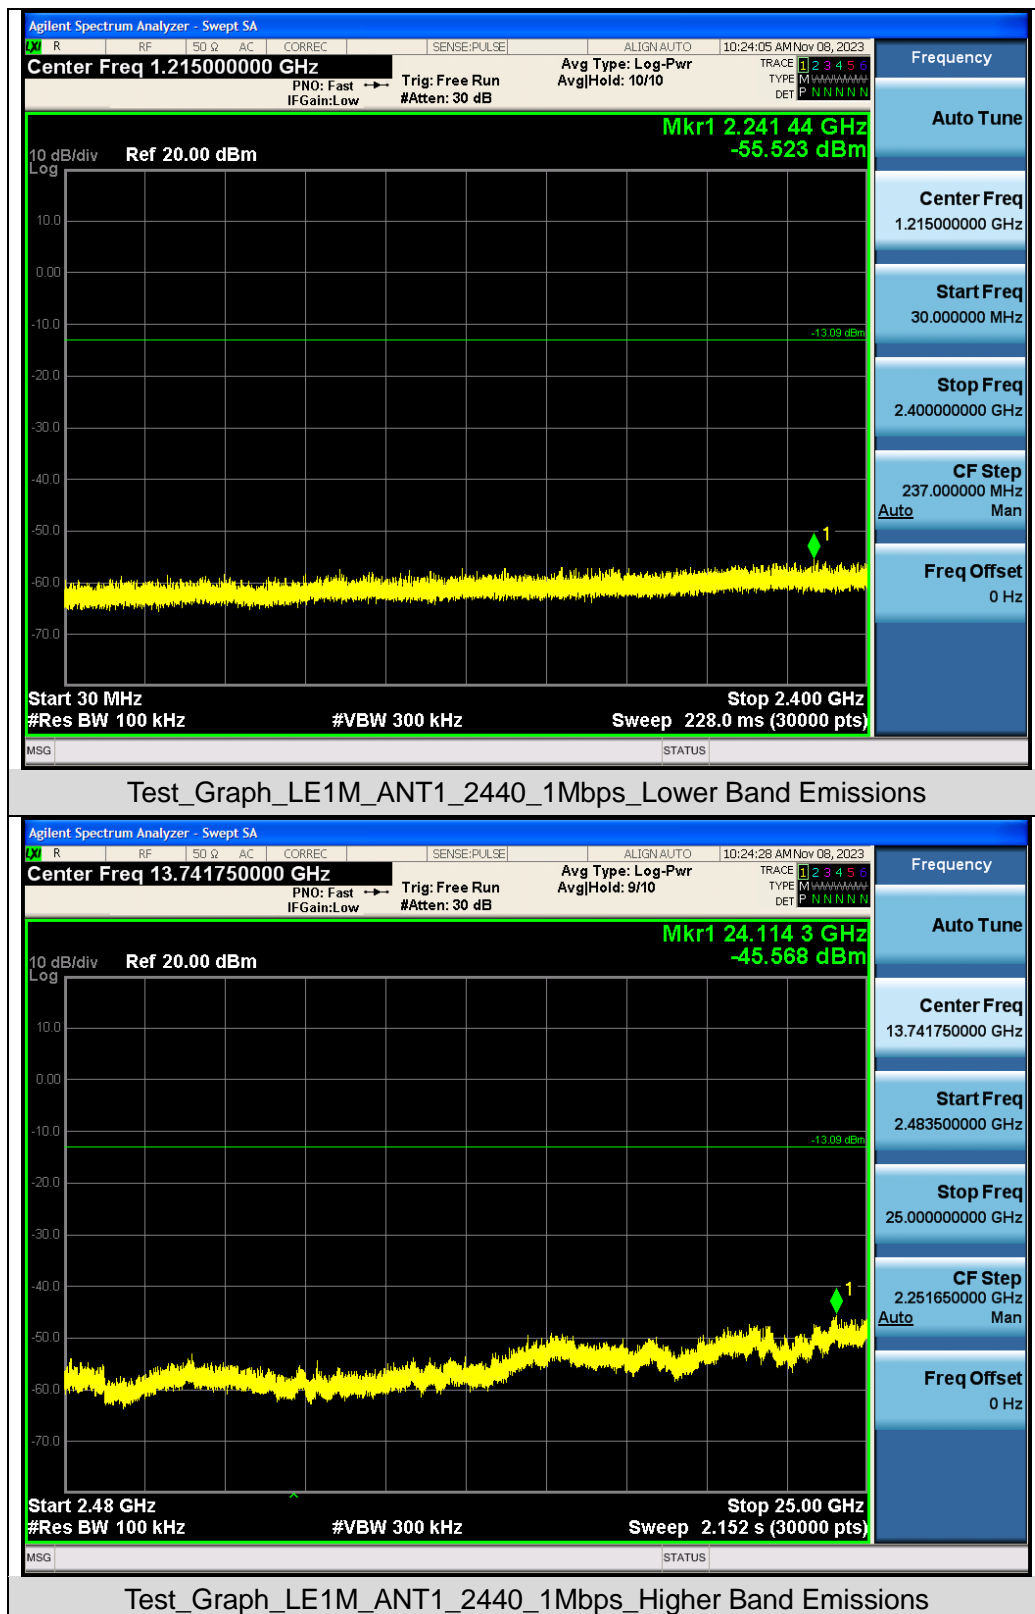 Agilent Spectrum Analyzer - Swept SA
LXI R RF 50 Ω AC CORREC SENSE:PULSE ALIGN AUTO 10:24:05 AM Nov 08, 2023
Center Freq 1.215000000 GHz
PNO: Fast
IFGain:Low
Trig: Free Run
#Atten: 30 dB
Avg Type: Log-Pwr
Avg|Hold: 10/10
TRACE 1 2 3 4 5 6
TYPE M WWWWW
DET P N N N N N
Frequency
Auto Tune
Mkr1 2.241 44 GHz
-55.523 dBm
10 dB/div Ref 20.00 dBm
Log
10.0
0.00
-10.0
-13.09 dBm
-20.0
-30.0
-40.0
-50.0
1
-60.0
-70.0
Center Freq
1.215000000 GHz
Start Freq
30.000000 MHz
Stop Freq
2.400000000 GHz
CF Step
237.000000 MHz
Auto Man
Freq Offset
0 Hz
Start 30 MHz Stop 2.400 GHz
#Res BW 100 kHz #VBW 300 kHz Sweep 228.0 ms (30000 pts)
MSG STATUS
Test_Graph_LE1M_ANT1_2440_1Mbps_Lower Band Emissions
Agilent Spectrum Analyzer - Swept SA
LXI R RF 50 Ω AC CORREC SENSE:PULSE ALIGN AUTO 10:24:28 AM Nov 08, 2023
Center Freq 13.741750000 GHz
PNO: Fast
IFGain:Low
Trig: Free Run
#Atten: 30 dB
Avg Type: Log-Pwr
Avg|Hold: 9/10
TRACE 1 2 3 4 5 6
TYPE M WWWWW
DET P N N N N N
Frequency
Auto Tune
Mkr1 24.114 3 GHz
-45.568 dBm
10 dB/div Ref 20.00 dBm
Log
10.0
0.00
-10.0
-13.09 dBm
-20.0
-30.0
-40.0
1
-50.0
-60.0
-70.0
Center Freq
13.741750000 GHz
Start Freq
2.483500000 GHz
Stop Freq
25.000000000 GHz
CF Step
2.251650000 GHz
Auto Man
Freq Offset
0 Hz
Start 2.48 GHz Stop 25.00 GHz
#Res BW 100 kHz #VBW 300 kHz Sweep 2.152 s (30000 pts)
MSG STATUS
Test_Graph_LE1M_ANT1_2440_1Mbps_Higher Band Emissions